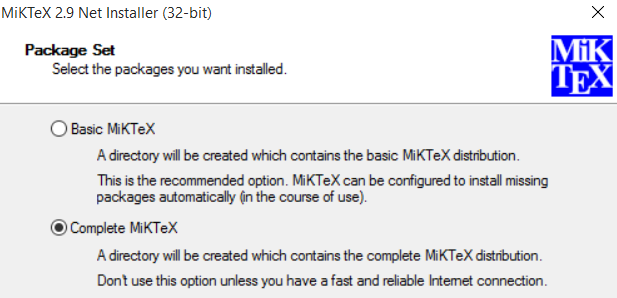 MiKTeX 2.9 Net Installer (32-bit)
Package Set
Select the packages you want installed.
MiK
TEX
Basic MiKTeX
A directory will be created which contains the basic MiKTeX distribution.
This is the recommended option. MiKTeX can be configured to install missing
packages automatically (in the course of use).
Complete MiKTeX
A directory will be created which contains the complete MiKTeX distribution.
Don't use this option unless you have a fast and reliable Internet connection.